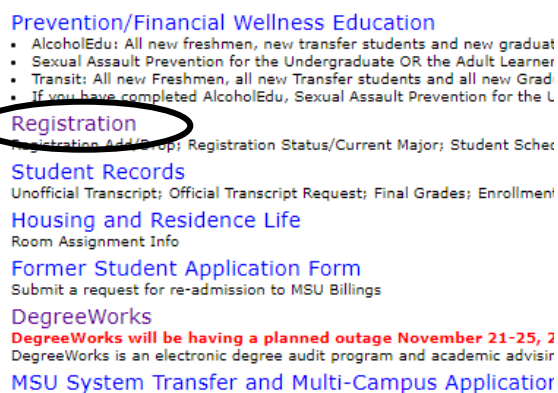 Prevention/Financial Wellness Education
• AlcoholEdu: All new freshmen, new transfer students and new graduat
• Sexual Assault Prevention for the Undergraduate OR the Adult Learner
• Transit: All new Freshmen, all new Transfer students and all new Grad
• If you have completed AlcoholEdu, Sexual Assault Prevention for the U
Registration
Registration Add/Drop; Registration Status/Current Major; Student Sched
Student Records
Unofficial Transcript; Official Transcript Request; Final Grades; Enrollment
Housing and Residence Life
Room Assignment Info
Former Student Application Form
Submit a request for re-admission to MSU Billings
DegreeWorks
DegreeWorks will be having a planned outage November 21-25, 2
DegreeWorks is an electronic degree audit program and academic advisin
MSU System Transfer and Multi-Campus Application